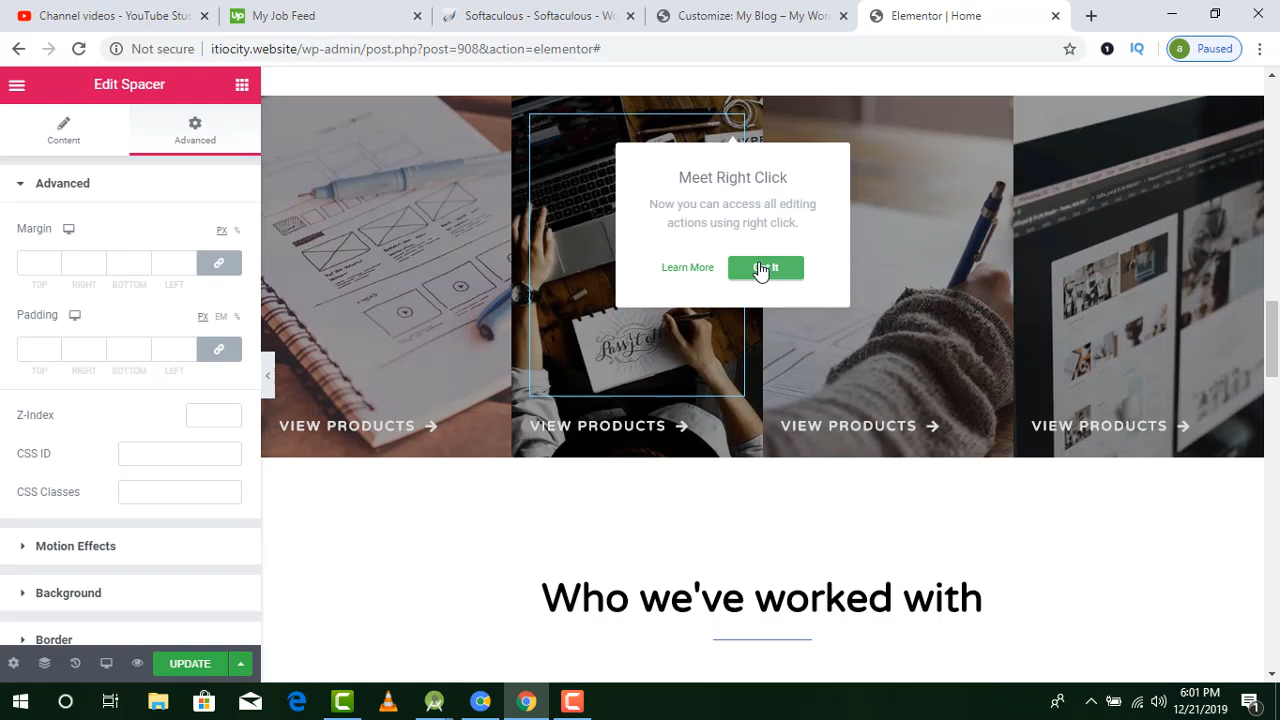 YouTube Stu
My Job Feed
Softaculous - Softaculous - Wo
Customize: My Blog – My Wor
Elementor | Home
Not secure
itiocity.website/wp-admin/post.php?post=908&action=elementor#
1
IQ
a Paused
Edit Spacer
Content
Advanced
Advanced
Margin
PX %
TOP RIGHT BOTTOM LEFT
Padding
PX EM %
TOP RIGHT BOTTOM LEFT
Z-Index
CSS ID
CSS Classes
Motion Effects
Background
Border
UPDATE
Meet Right Click
Now you can access all editing
actions using right click.
Learn More
VIEW PRODUCTS →
VIEW PRODUCTS →
VIEW PRODUCTS →
VIEW PRODUCTS →
Who we've worked with
6:01 PM
12/21/2019